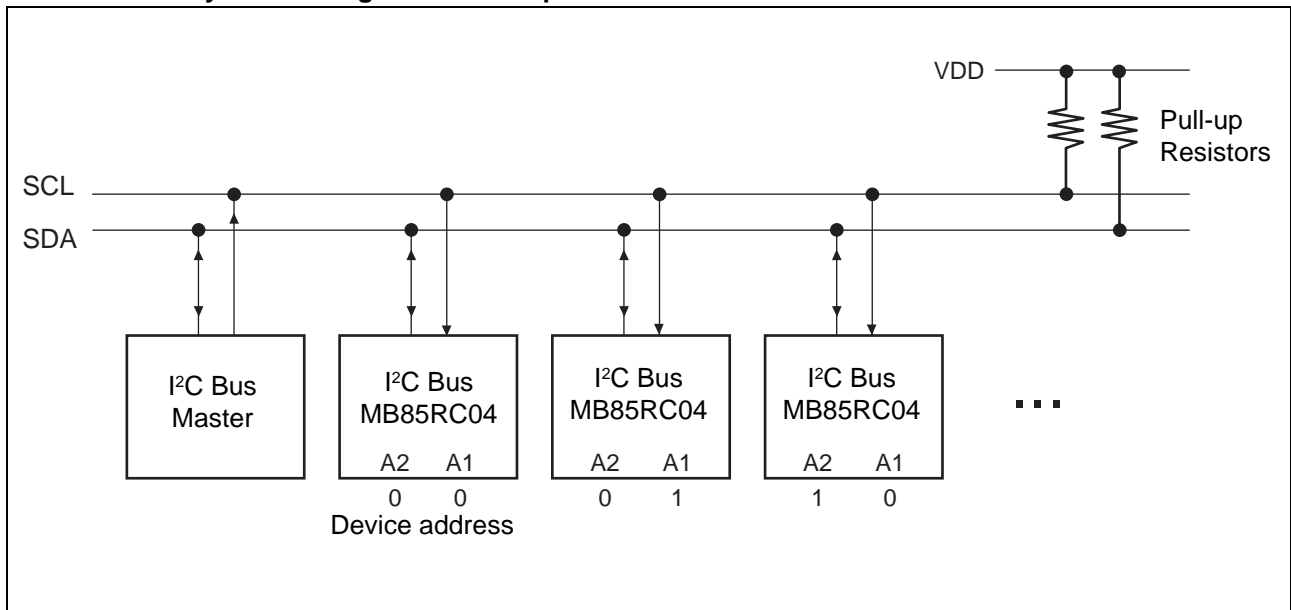 VDD
Pull-up
Resistors
SCL
SDA
I²C Bus
Master
I²C Bus
MB85RC04
A2 A1
0 0
Device address
I²C Bus
MB85RC04
A2 A1
0 1
I²C Bus
MB85RC04
A2 A1
1 0
...